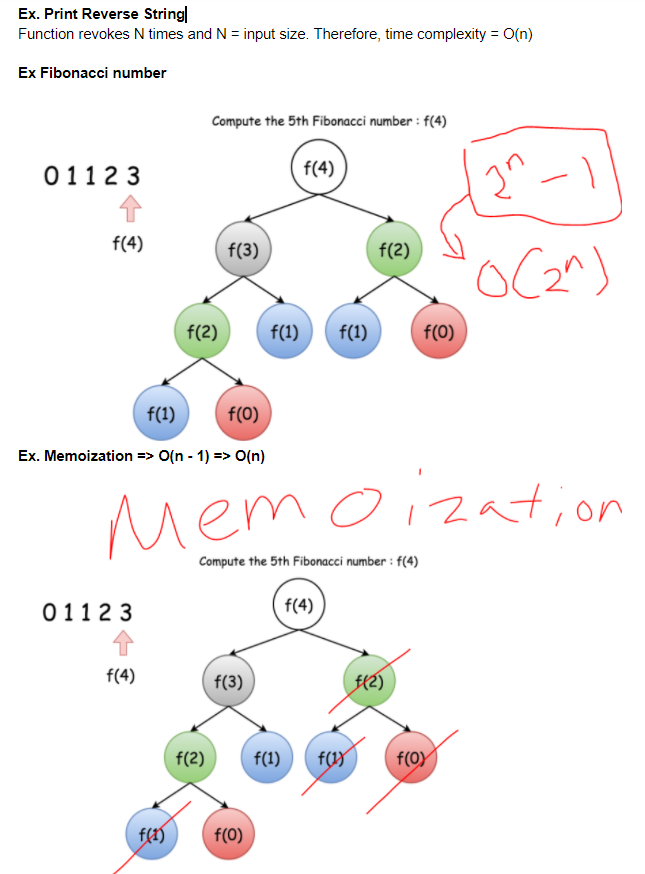 Ex. Print Reverse String
Function revokes N times and N = input size. Therefore, time complexity = O(n)
Ex Fibonacci number
Compute the 5th Fibonacci number : f(4)
0 1 1 2 3
f(4)
f(4)
2ⁿ - 1
O(2ⁿ)
f(3)
f(2)
f(2)
f(1)
f(1)
f(0)
f(1)
f(0)
Ex. Memoization => O(n - 1) => O(n)
Memoization
Compute the 5th Fibonacci number : f(4)
0 1 1 2 3
f(4)
f(4)
f(3)
f(2)
f(2)
f(1)
f(1)
f(0)
f(1)
f(0)